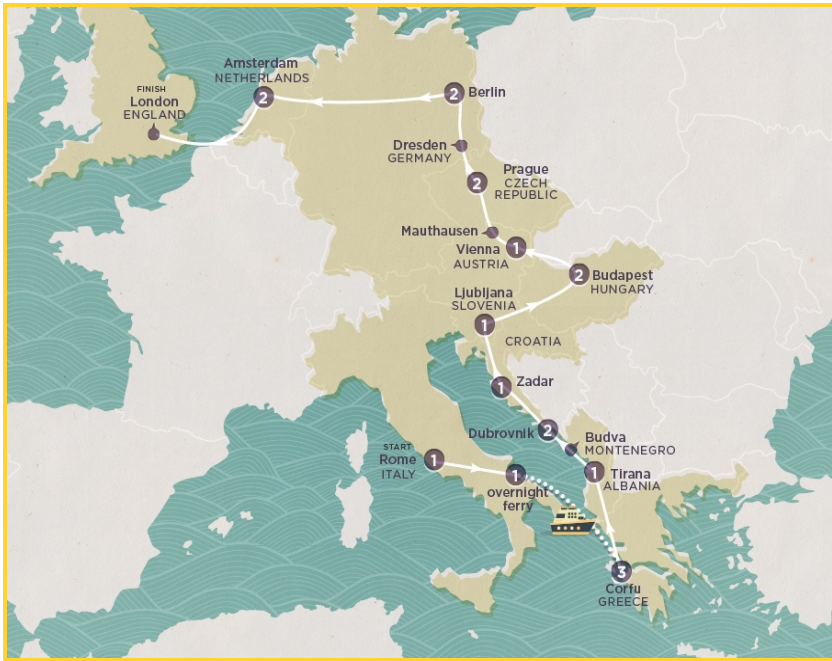 FINISH
London
ENGLAND
Amsterdam
NETHERLANDS
2
2
Berlin
Dresden
GERMANY
2
Prague
CZECH
REPUBLIC
Mauthausen
Vienna
AUSTRIA
1
2
Budapest
HUNGARY
Ljubljana
SLOVENIA
1
CROATIA
1
Zadar
Dubrovnik
2
Budva
MONTENEGRO
START
Rome
ITALY
1
1
overnight
ferry
1
Tirana
ALBANIA
3
Corfu
GREECE